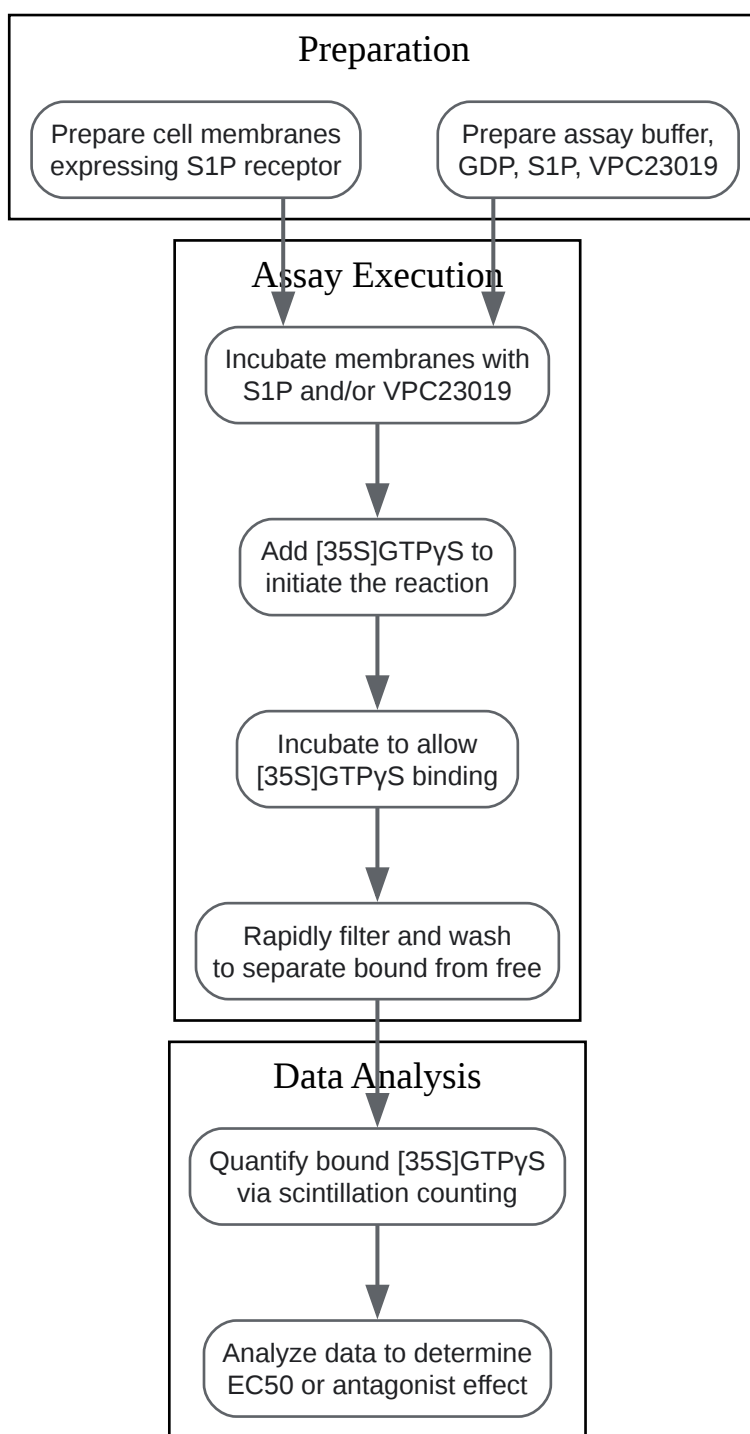 Preparation
Prepare cell membranes
expressing S1P receptor
Prepare assay buffer,
GDP, S1P, VPC23019
Assay Execution
Incubate membranes with
S1P and/or VPC23019
Add [35S]GTPγS to
initiate the reaction
Incubate to allow
[35S]GTPγS binding
Rapidly filter and wash
to separate bound from free
Data Analysis
Quantify bound [35S]GTPγS
via scintillation counting
Analyze data to determine
EC50 or antagonist effect